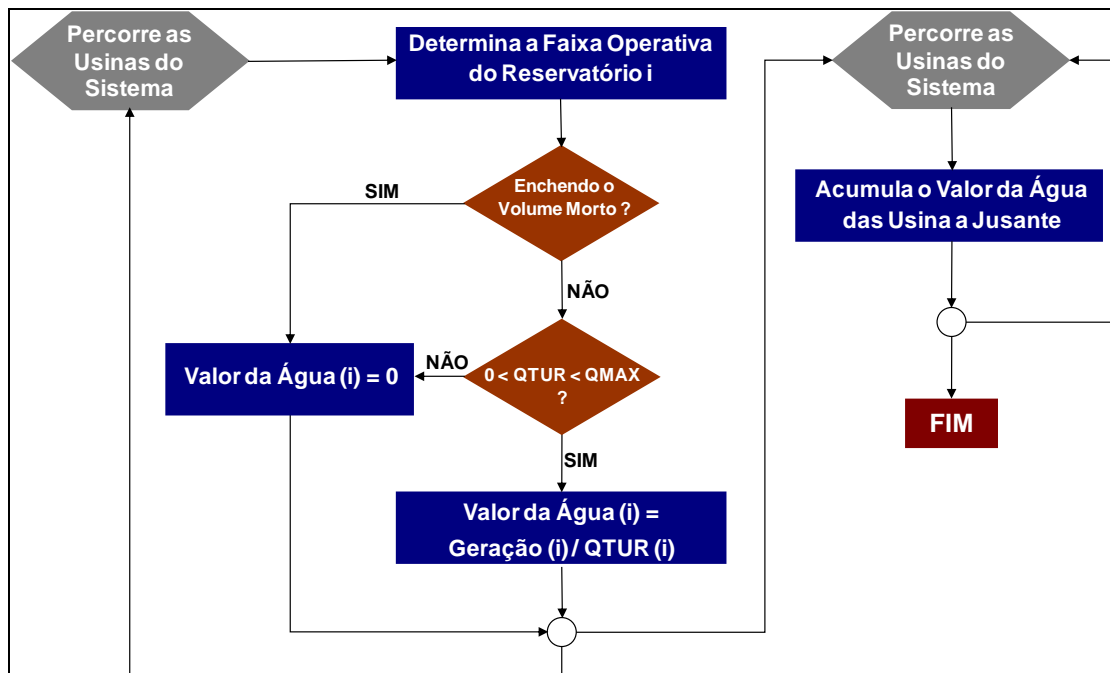 Percorre as
Usinas do
Sistema
Determina a Faixa Operativa
do Reservatório i
Enchendo o
Volume Morto ?
SIM
NÃO
0 < QTUR < QMAX
?
NÃO
Valor da Água (i) = 0
SIM
Valor da Água (i) =
Geração (i) / QTUR (i)
Percorre as
Usinas do
Sistema
Acumula o Valor da Água
das Usina a Jusante
FIM